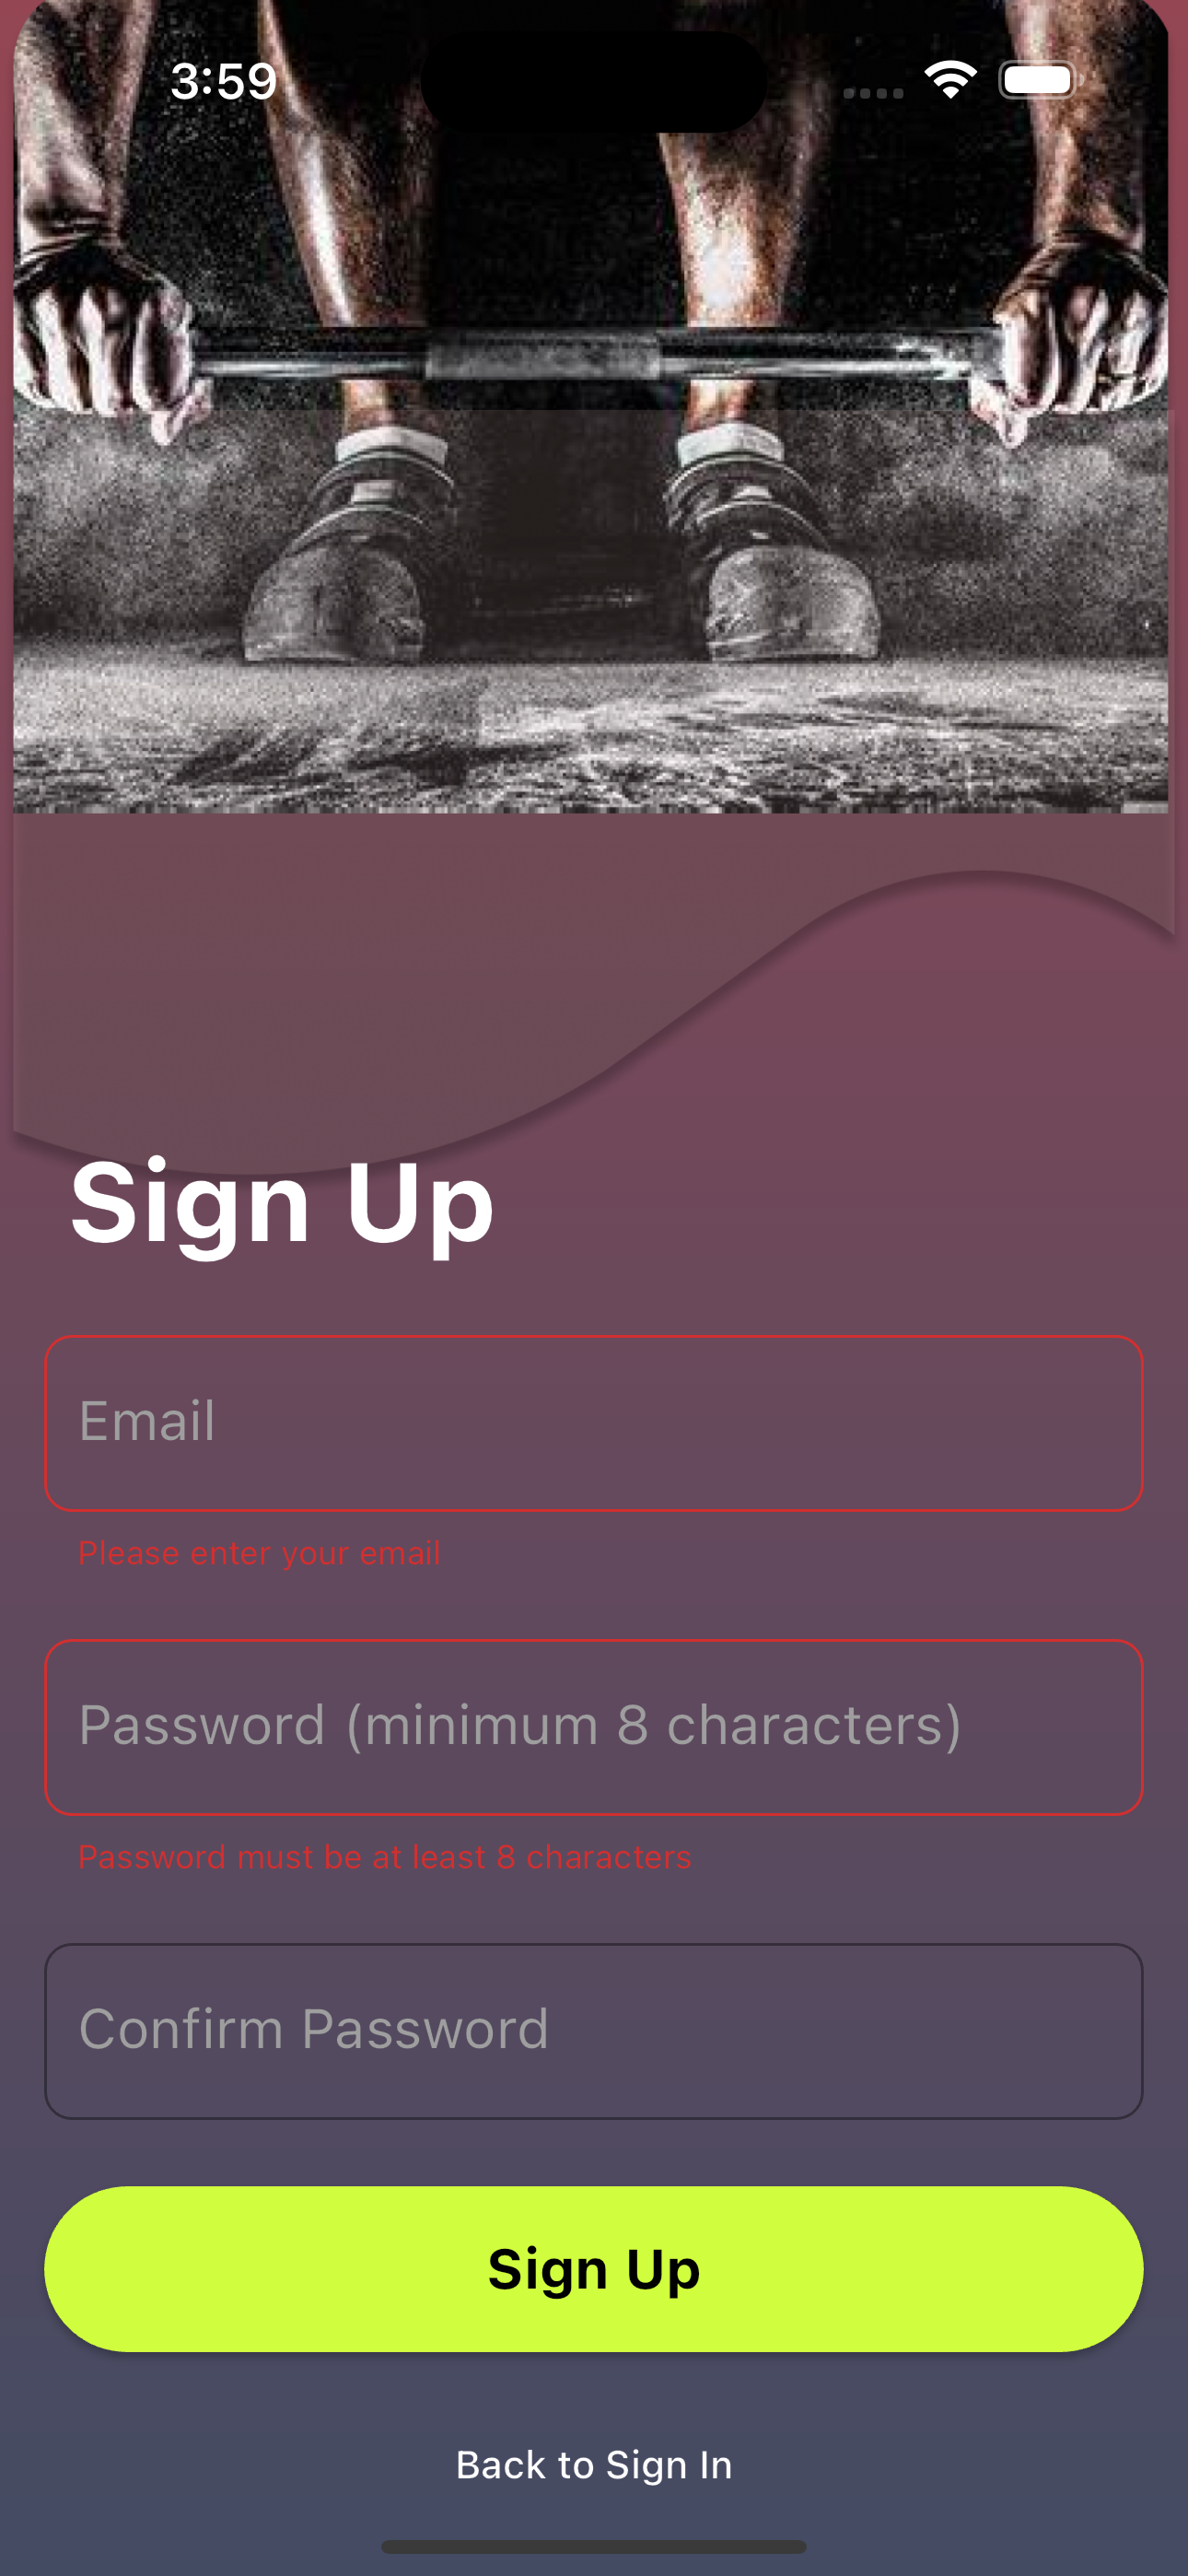 3:59
Sign Up
Email
Please enter your email
Password (minimum 8 characters)
Password must be at least 8 characters
Confirm Password
Sign Up
Back to Sign In